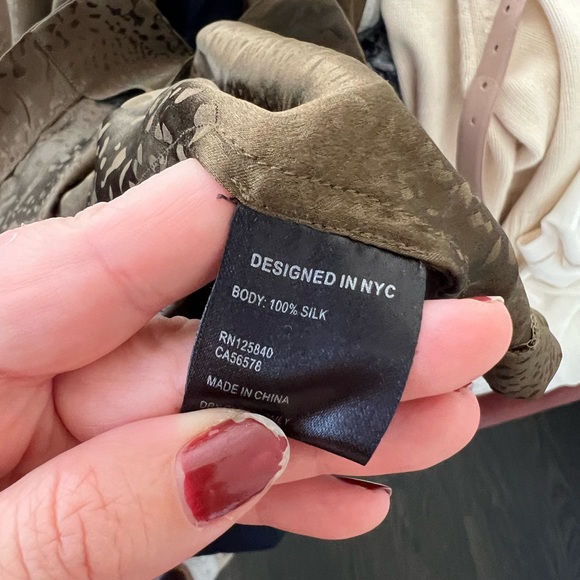 DESIGNED IN NYC
BODY: 100% SILK
RN125840
CA56578
MADE IN CHINA